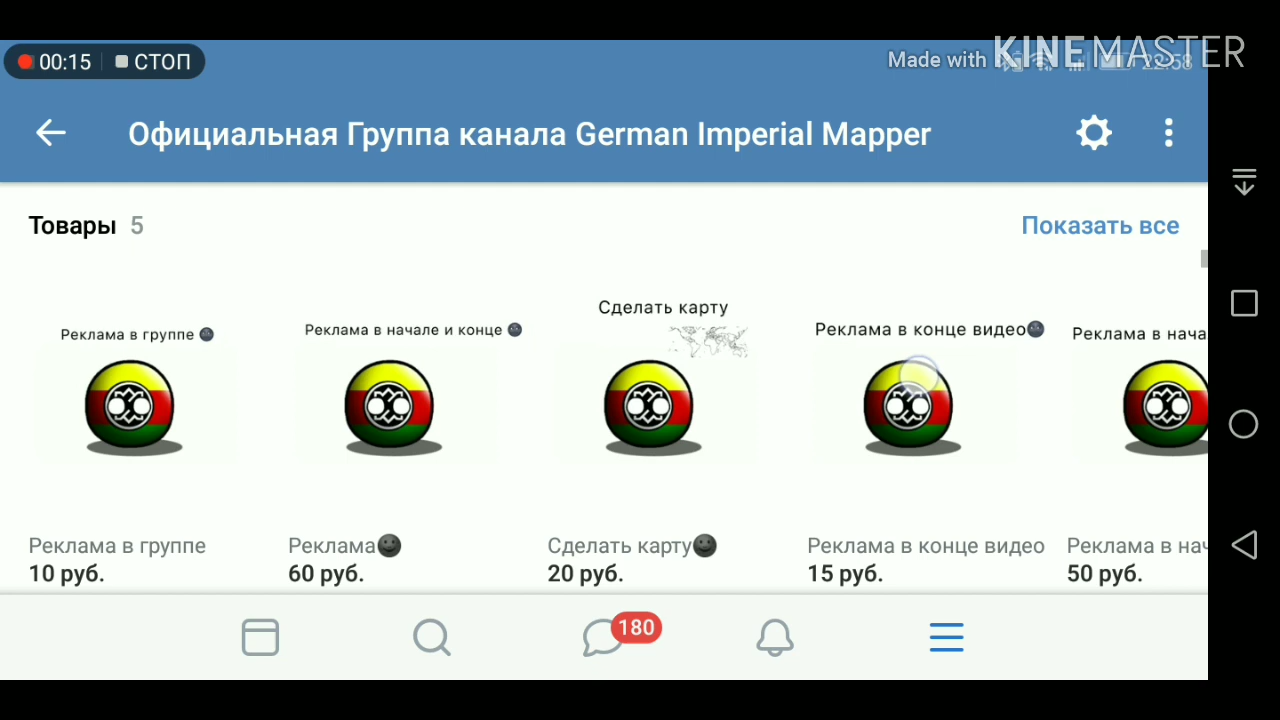 00:15 СТОП
Made with KINEMASTER
22:58
Официальная Группа канала German Imperial Mapper
Товары 5
Показать все
Реклама в группе
Реклама в начале и конце
Сделать карту
Реклама в конце видео
Реклама в нача
Реклама в группе
10 руб.
Реклама
60 руб.
Сделать карту
20 руб.
Реклама в конце видео
15 руб.
Реклама в нач
50 руб.
180